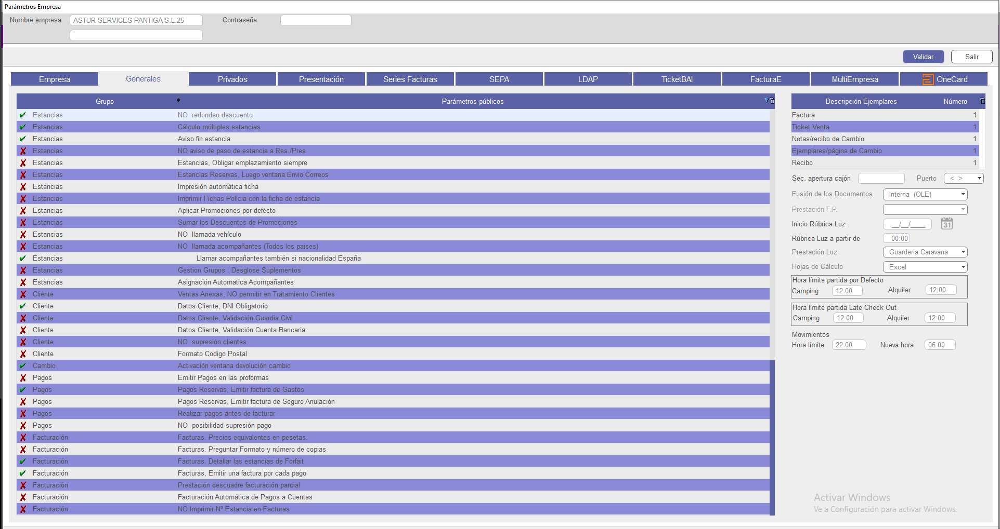 Parámetros Empresa
Nombre empresa ASTUR SERVICES PANTIGA S.L.25 Contraseña
Validar Salir
Empresa Generales Privados Presentación Series Facturas SEPA LDAP TicketBAI FacturaE MultiEmpresa OneCard
Grupo Parámetros públicos
Estancias NO redondeo descuento
Estancias Cálculo múltiples estancias
Estancias Aviso fin estancia
Estancias NO aviso de paso de estancia a Res./Pres.
Estancias Estancias, Obligar emplazamiento siempre
Estancias Estancias Reservas, Luego ventana Envio Correos
Estancias Impresión automática ficha
Estancias Imprimir Fichas Policia con la ficha de estancia
Estancias Aplicar Promociones por defecto
Estancias Sumar los Descuentos de Promociones
Estancias NO llamada vehículo
Estancias NO llamada acompañantes (Todos los paises)
Estancias Llamar acompañantes también si nacionalidad España
Estancias Gestion Grupos : Desglose Suplementos
Estancias Asignación Automatica Acompañantes
Cliente Ventas Anexas, NO permitir en Tratamiento Clientes
Cliente Datos Cliente, DNI Obligatorio
Cliente Datos Cliente, Validación Guardia Civil
Cliente Datos Cliente, Validación Cuenta Bancaria
Cliente NO supresión clientes
Cliente Formato Codigo Postal
Cambio Activación ventana devolución cambio
Pagos Emitir Pagos en las proformas
Pagos Pagos Reservas, Emitir factura de Gastos
Pagos Pagos Reservas, Emitir factura de Seguro Anulación
Pagos Realizar pagos antes de facturar
Pagos NO posibilidad supresión pago
Facturación Facturas. Precios equivalentes en pesetas.
Facturación Facturas. Preguntar Formato y número de copias
Facturación Facturas. Detallar las estancias de Forfait
Facturación Facturas, Emitir una factura por cada pago
Facturación Prestación descuadre facturación parcial
Facturación Facturación Automática de Pagos a Cuentas
Facturación NO Imprimir Nº Estancia en Facturas
Descripción Ejemplares Número
Factura 1
Ticket Venta 1
Notas/recibo de Cambio 1
Ejemplares/página de Cambio 1
Recibo 1
Sec. apertura cajón Puerto < >
Fusión de los Documentos Interna (OLE)
Prestación F.P.
Inicio Rúbrica Luz __/__/____ 31
Rúbrica Luz a partir de 00:00
Prestación Luz Guarderia Caravana
Hojas de Cálculo Excel
Hora límite partida por Defecto
Camping 12:00 Alquiler 12:00
Hora límite partida Late Check Out
Camping 12:00 Alquiler 12:00
Movimientos
Hora límite 22:00 Nueva hora 06:00
Activar Windows
Ve a Configuración para activar Windows.